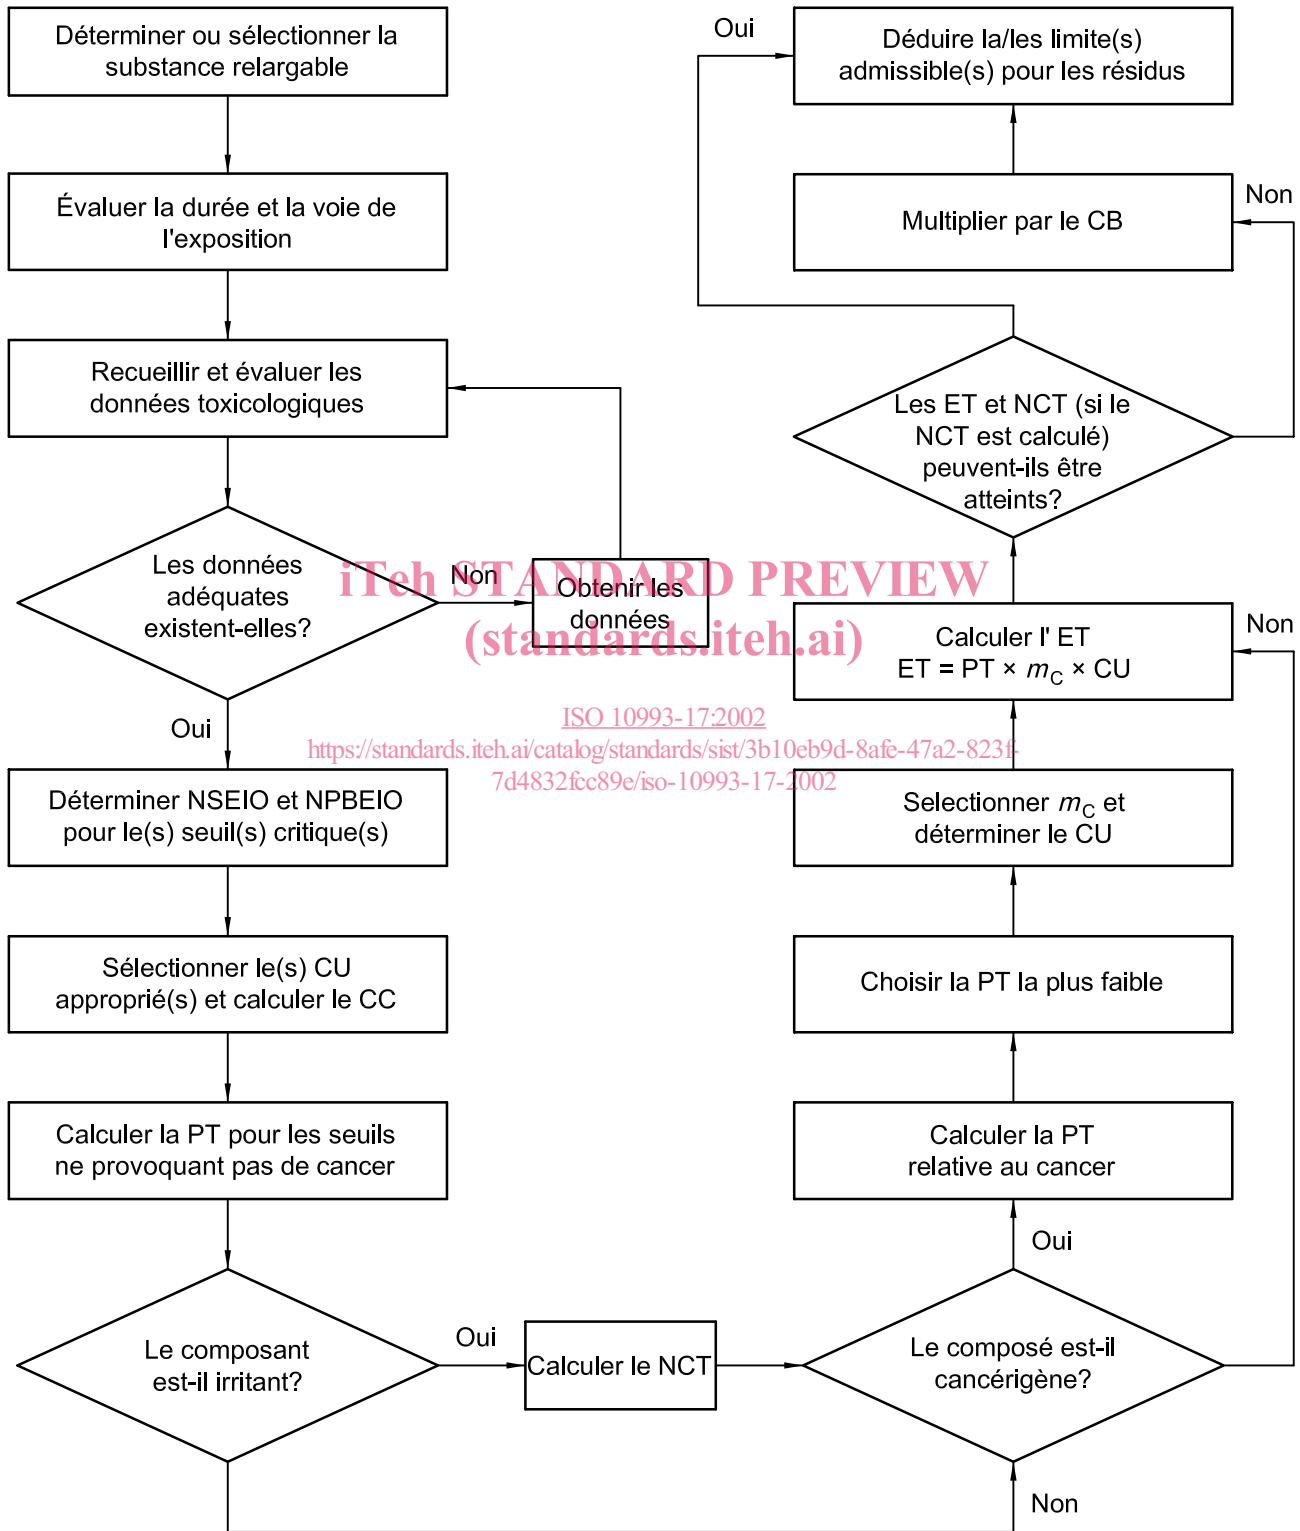 Déterminer ou sélectionner la
substance relargable
Évaluer la durée et la voie de
l'exposition
Recueillir et évaluer les
données toxicologiques
Les données
adéquates
existent-elles?
Non
Obtenir les
données
Oui
Déterminer NSEIO et NPBEIO
pour le(s) seuil(s) critique(s)
Sélectionner le(s) CU
approprié(s) et calculer le CC
Calculer la PT pour les seuils
ne provoquant pas de cancer
Le composant
est-il irritant?
Oui
Calculer le NCT
Non
Le composé est-il
cancérigène?
Oui
Non
Calculer la PT
relative au cancer
Choisir la PT la plus faible
Selectionner mC et
déterminer le CU
Calculer l' ET
ET = PT × mC × CU
Les ET et NCT (si le
NCT est calculé)
peuvent-ils être
atteints?
Non
Multiplier par le CB
Oui
Déduire la/les limite(s)
admissible(s) pour les résidus
iTeh STANDARD PREVIEW
(standards.iteh.ai)
ISO 10993-17:2002
https://standards.iteh.ai/catalog/standards/sist/3b10eb9d-8afe-47a2-823f-
7d4832fcc89e/iso-10993-17-2002